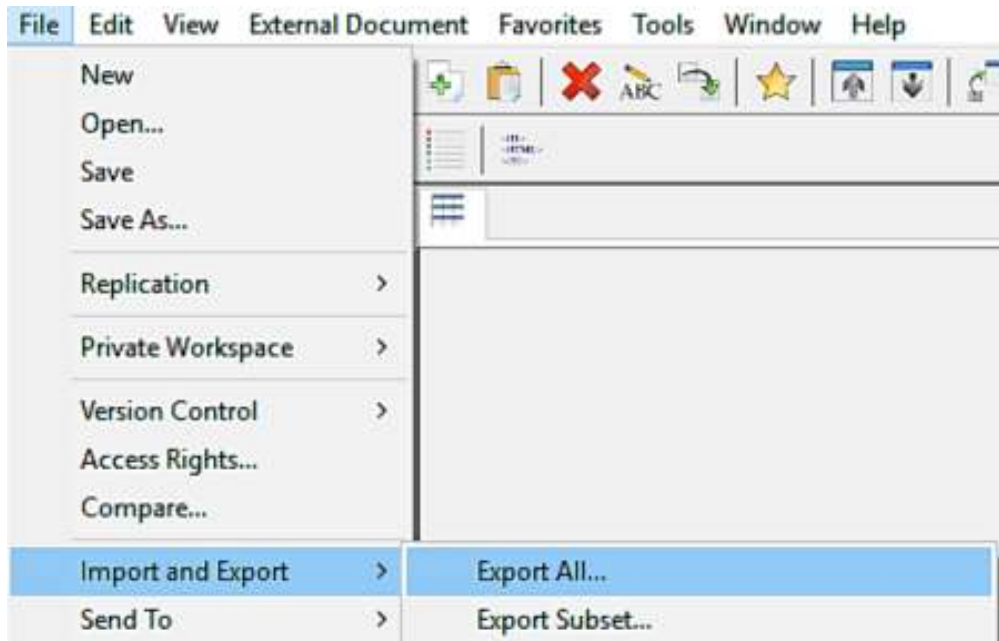 File Edit View External Document Favorites Tools Window Help
New
Open...
ABC
Save
Save As...
Replication >
Private Workspace >
Version Control >
Access Rights...
Compare...
Import and Export > Export All...
Send To > Export Subset...